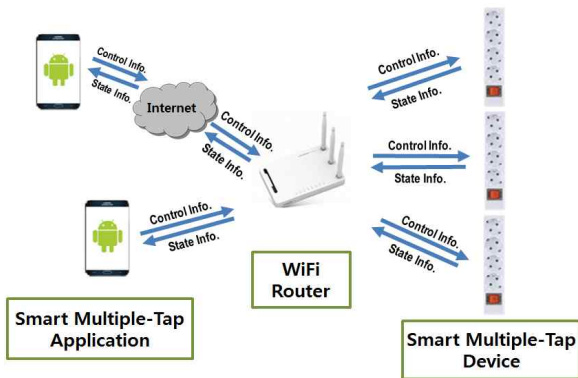 Control Info.
State Info.
Internet
Control Info.
State Info.
Control Info.
State Info.
Control Info.
State Info.
Control Info.
State Info.
Control Info.
State Info.
WiFi
Router
Smart Multiple-Tap
Application
Smart Multiple-Tap
Device